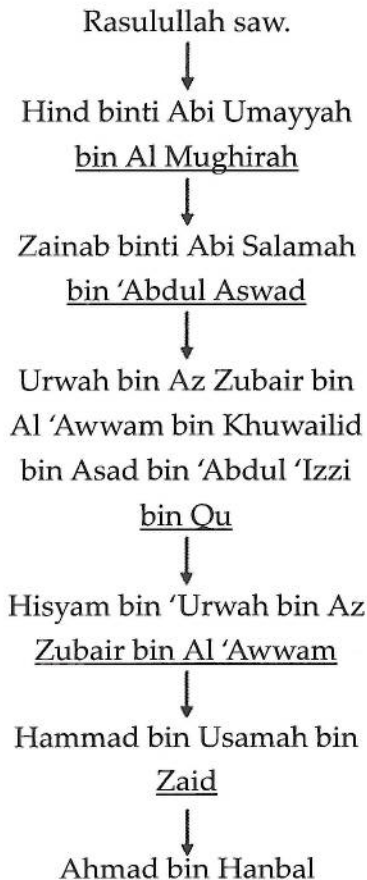 Rasulullah saw.
Hind binti Abi Umayyah
bin Al Mughirah
Zainab binti Abi Salamah
bin ‘Abdul Aswad
Urwah bin Az Zubair bin
Al ‘Awwam bin Khuwailid
bin Asad bin ‘Abdul ‘Izzi
bin Qu
Hisyam bin ‘Urwah bin Az
Zubair bin Al ‘Awwam
Hammad bin Usamah bin
Zaid
Ahmad bin Hanbal